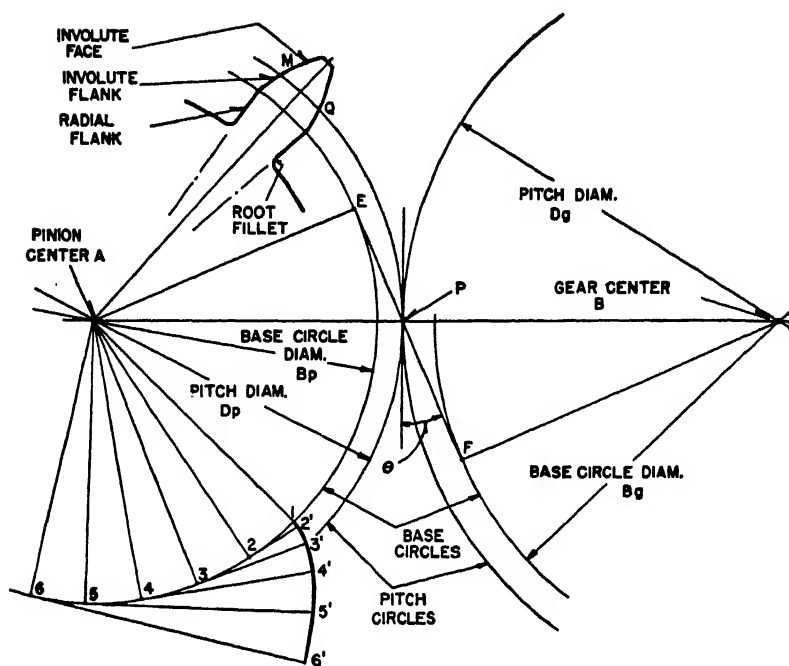 INVOLUTE
FACE
M
INVOLUTE
FLANK
RADIAL
FLANK
Q
ROOT
FILLET
E
PITCH DIAM.
Dg
PINION
CENTER A
P
GEAR CENTER
B
BASE CIRCLE
DIAM.
Bp
PITCH DIAM.
Dp
θ
F
BASE CIRCLE DIAM.
Bg
BASE
CIRCLES
PITCH
CIRCLES
1
2
2'
3
3'
4
4'
5
5'
6
6'